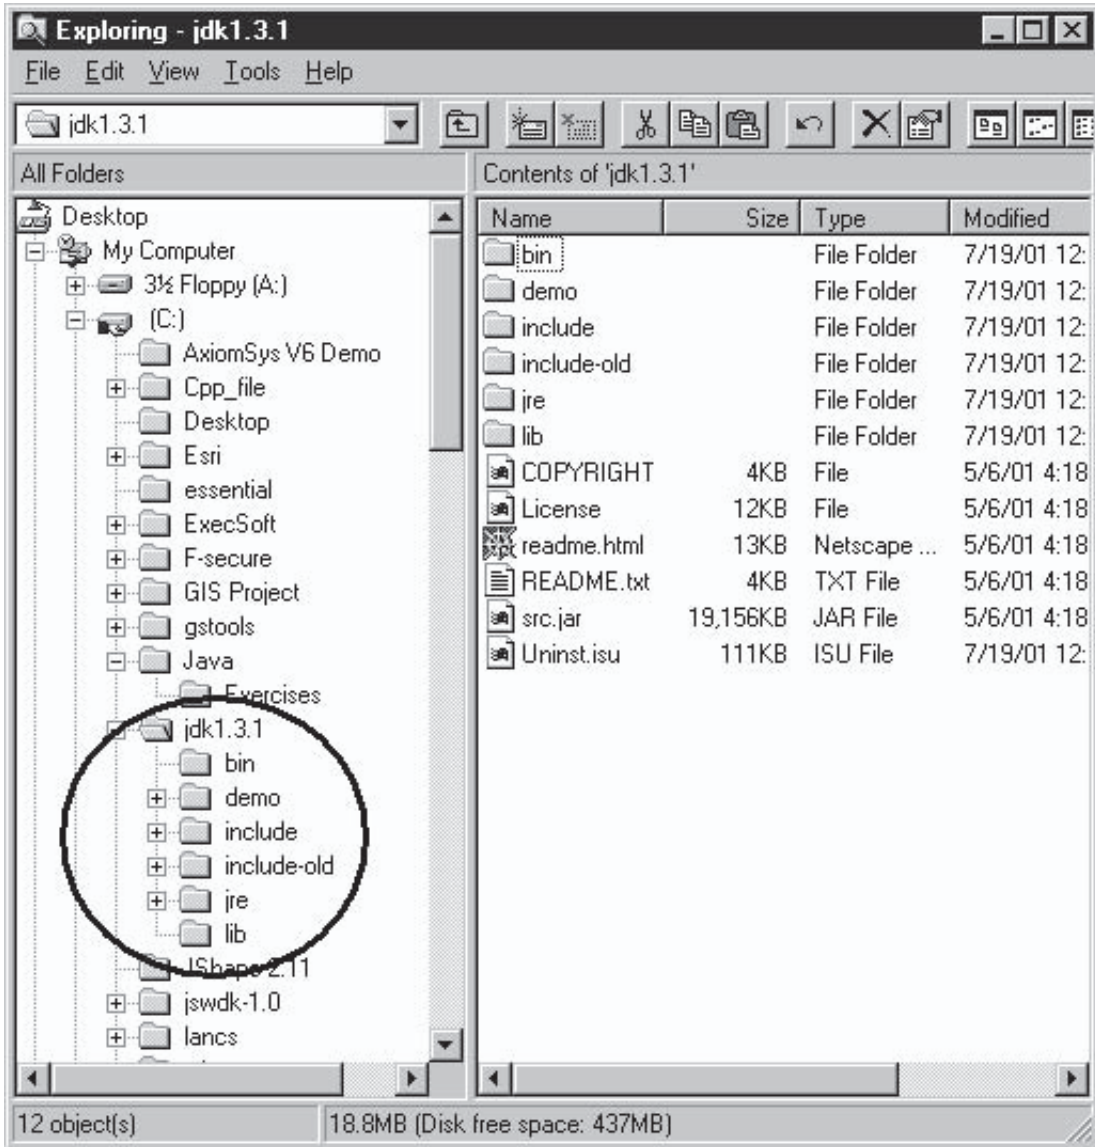 Exploring - jdk1.3.1
File Edit View Tools Help
jdk1.3.1
All Folders
Contents of 'jdk1.3.1'
Desktop
My Computer
3½ Floppy (A:)
(C:)
AxiomSys V6 Demo
Cpp_file
Desktop
Esri
essential
ExecSoft
F-secure
GIS Project
gstools
Java
Exercises
jdk1.3.1
bin
demo
include
include-old
jre
lib
JShape 2.11
jswdk-1.0
lancs
Name Size Type Modified
bin File Folder 7/19/01 12:
demo File Folder 7/19/01 12:
include File Folder 7/19/01 12:
include-old File Folder 7/19/01 12:
jre File Folder 7/19/01 12:
lib File Folder 7/19/01 12:
COPYRIGHT 4KB File 5/6/01 4:18
License 12KB File 5/6/01 4:18
readme.html 13KB Netscape ... 5/6/01 4:18
README.txt 4KB TXT File 5/6/01 4:18
src.jar 19,156KB JAR File 5/6/01 4:18
Uninst.isu 111KB ISU File 7/19/01 12:
12 object(s)
18.8MB (Disk free space: 437MB)